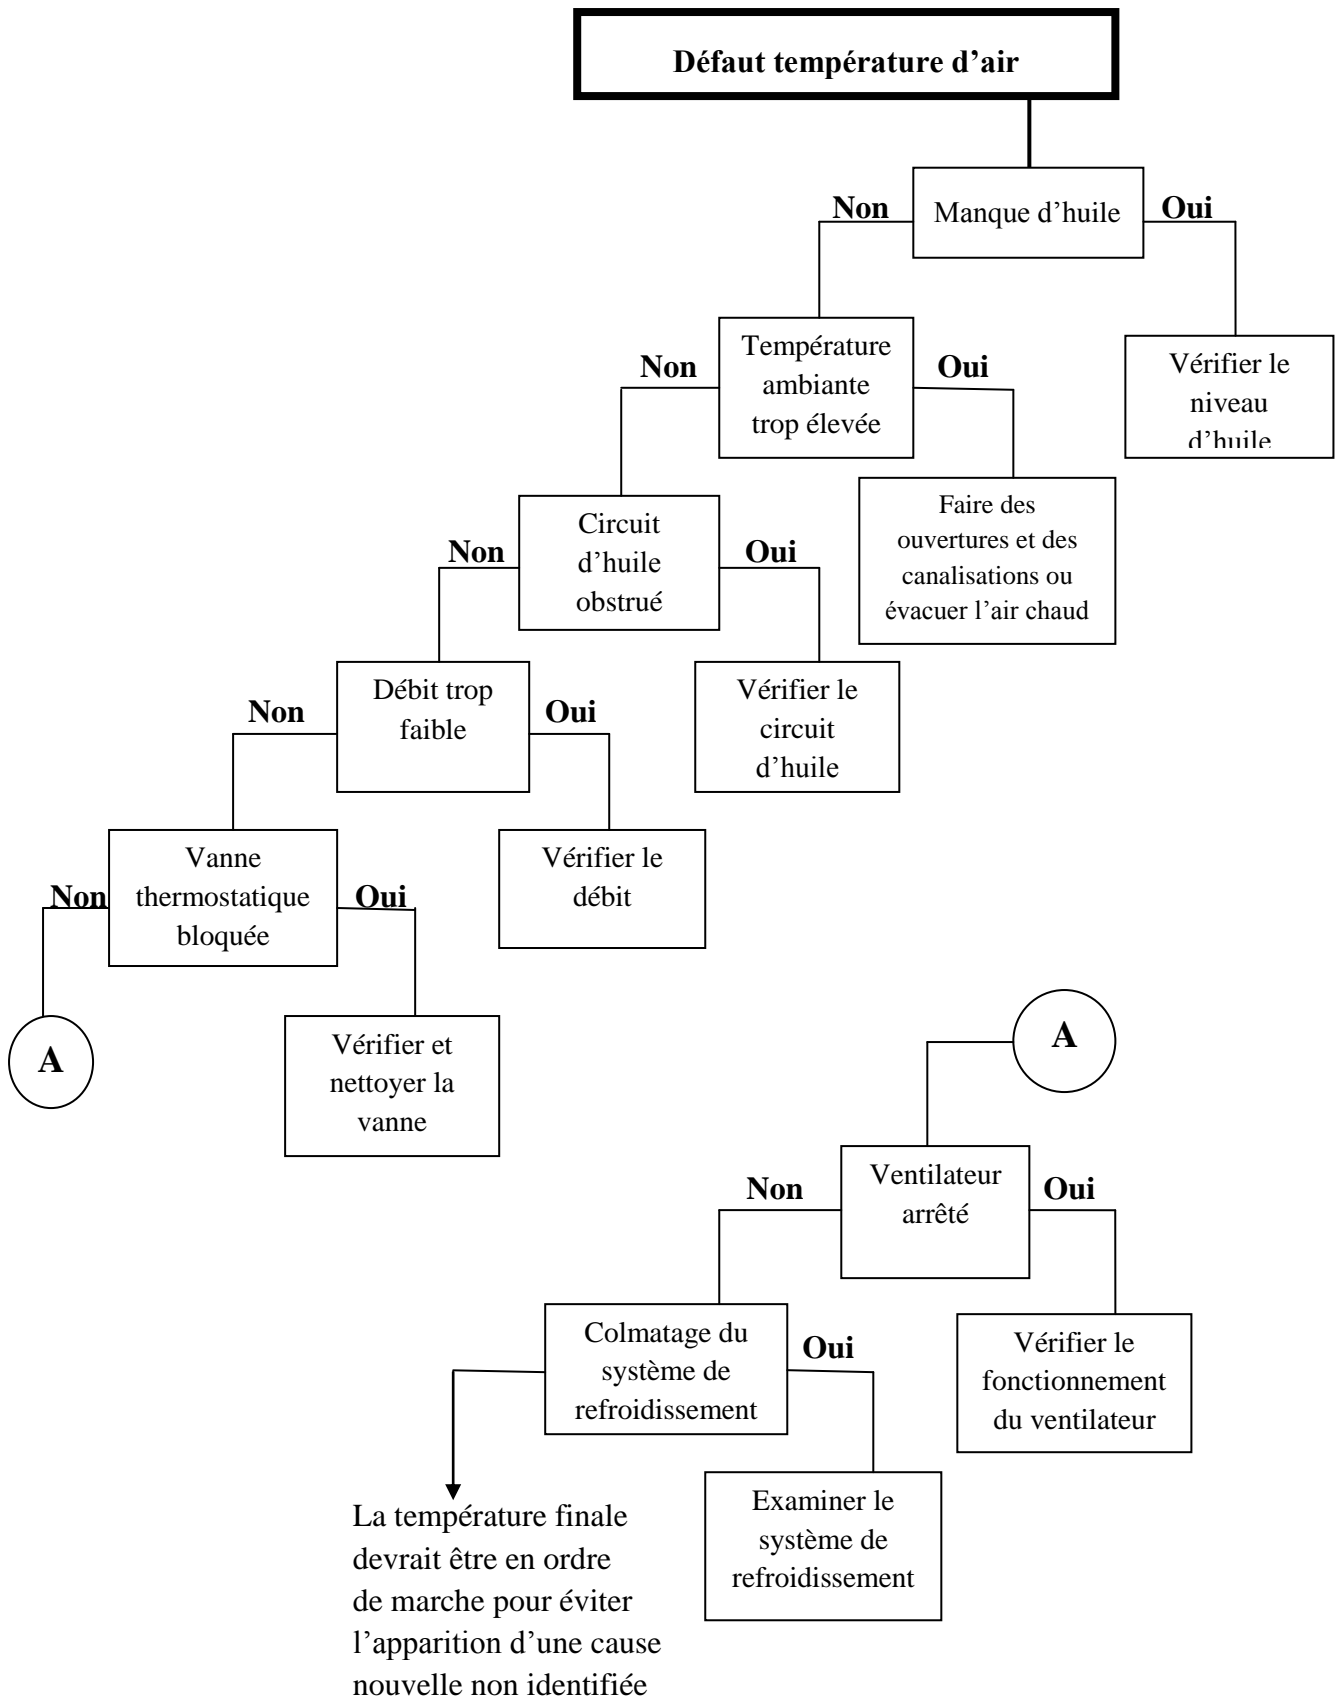 Défaut température d’air
Non
Manque d’huile
Oui
Température
ambiante
trop élevée
Non
Oui
Vérifier le
niveau
d’huile
Circuit
d’huile
obstrué
Non
Oui
Faire des
ouvertures et des
canalisations ou
évacuer l’air chaud
Débit trop
faible
Non
Oui
Vérifier le
circuit
d’huile
Vanne
thermostatique
bloquée
Non
Oui
Vérifier le
débit
A
Vérifier et
nettoyer la
vanne
A
Ventilateur
arrêté
Non
Oui
Colmatage du
système de
refroidissement
Oui
Vérifier le
fonctionnement
du ventilateur
Examiner le
système de
refroidissement
La température finale
devrait être en ordre
de marche pour éviter
l’apparition d’une cause
nouvelle non identifiée